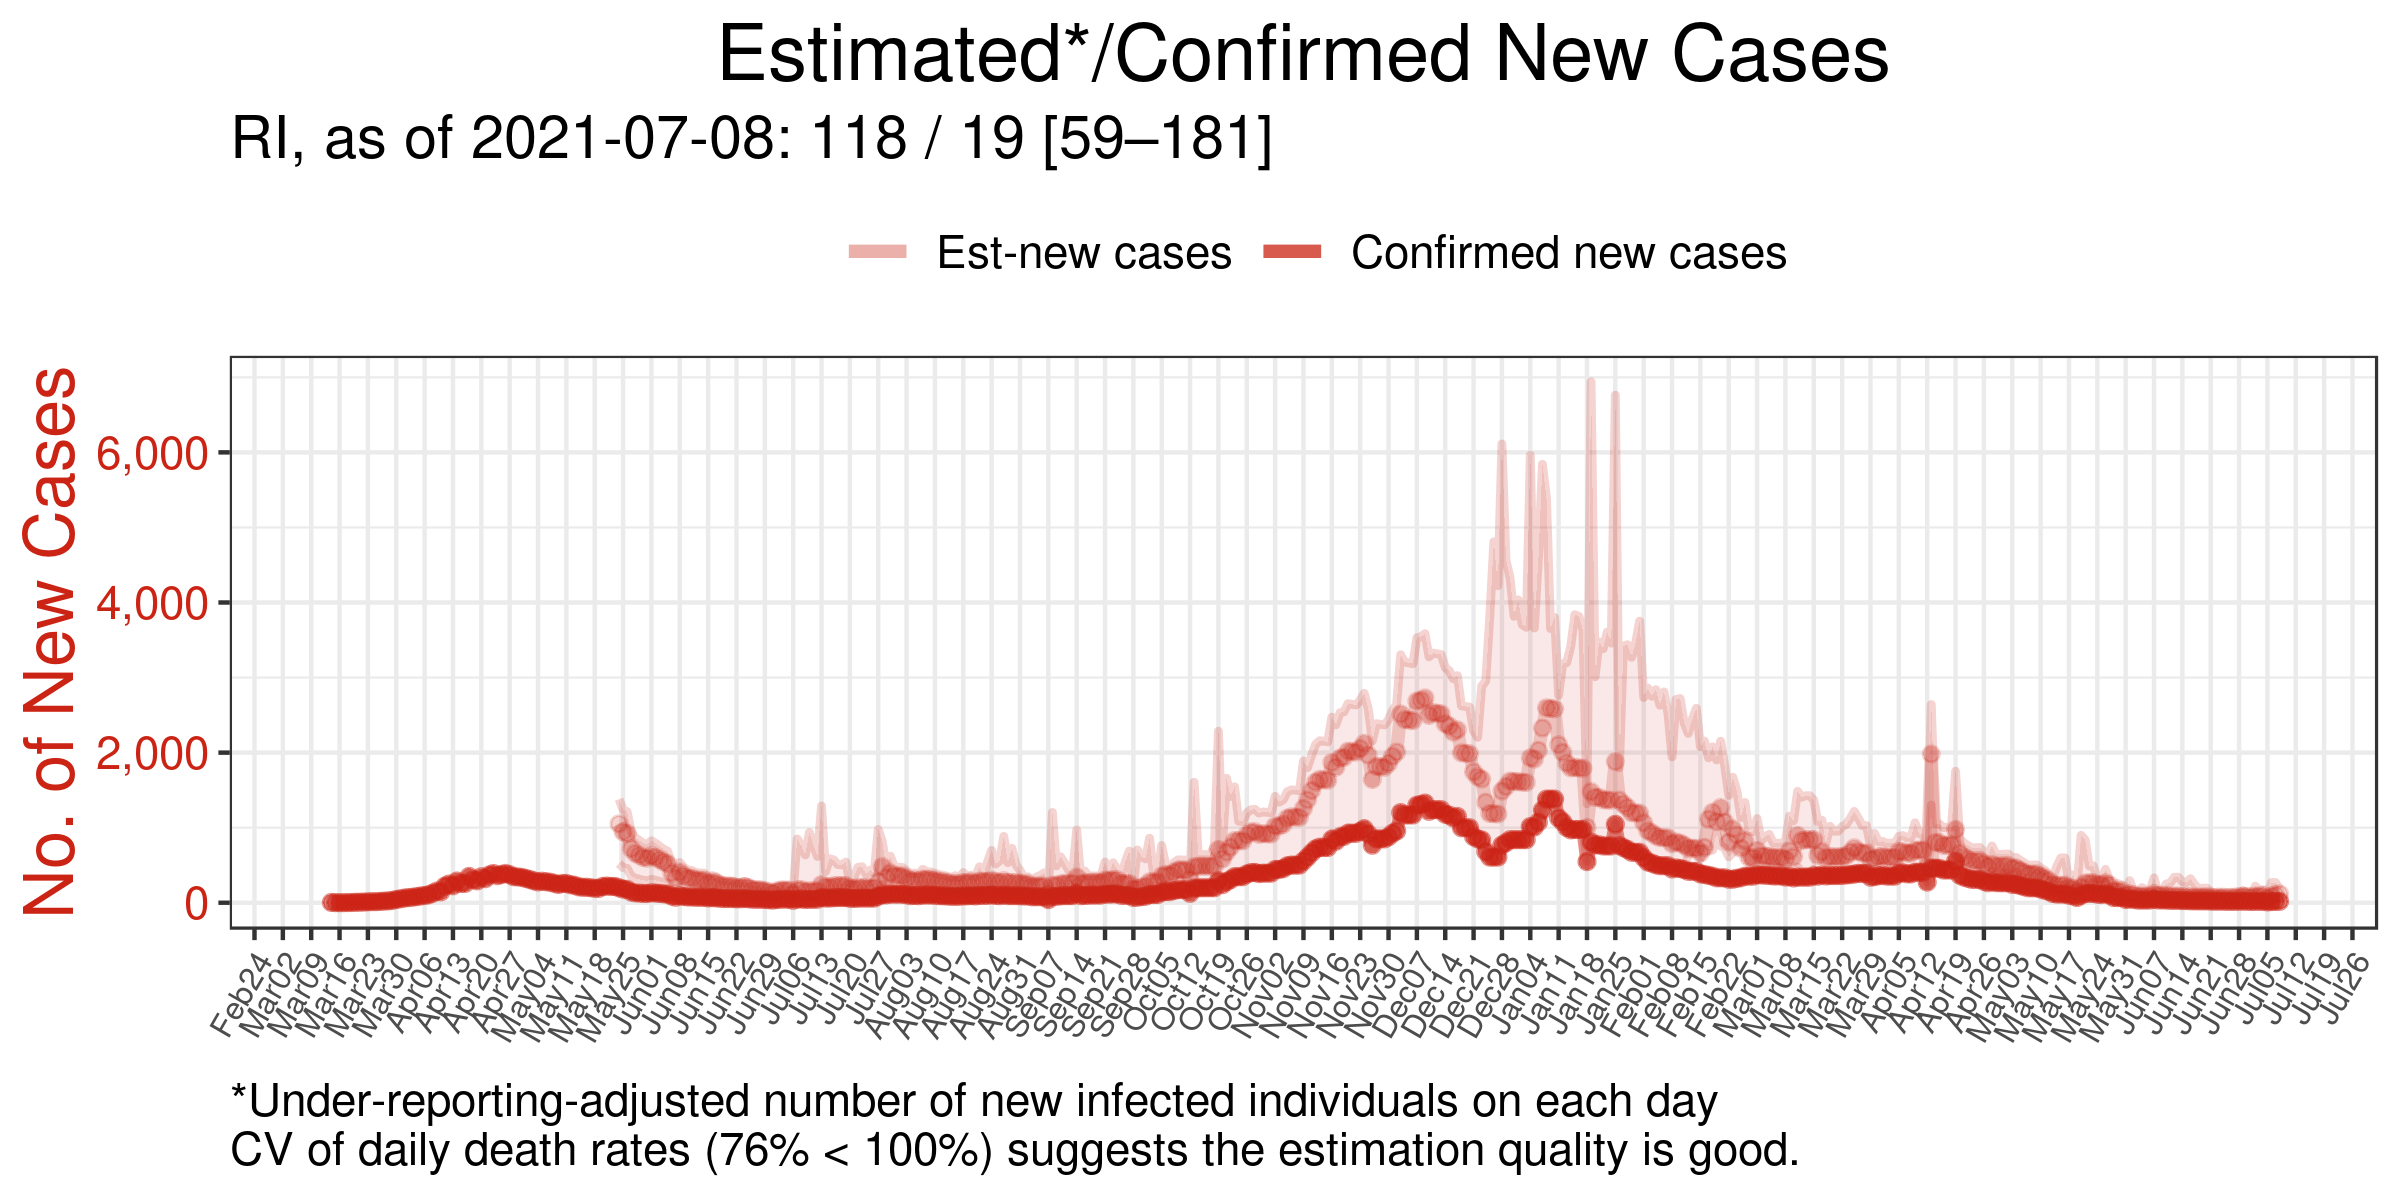 Estimated*/Confirmed New Cases
RI, as of 2021-07-08: 118 / 19 [59–181]
Est-new cases
Confirmed new cases
No. of New Cases
6,000
4,000
2,000
0
Feb24
Mar02
Mar09
Mar16
Mar23
Mar30
Apr06
Apr13
Apr20
Apr27
May04
May11
May18
May25
Jun01
Jun08
Jun15
Jun22
Jun29
Jul06
Jul13
Jul20
Jul27
Aug03
Aug10
Aug17
Aug24
Aug31
Sep07
Sep14
Sep21
Sep28
Oct05
Oct12
Oct19
Oct26
Nov02
Nov09
Nov16
Nov23
Nov30
Dec07
Dec14
Dec21
Dec28
Jan04
Jan11
Jan18
Jan25
Feb01
Feb08
Feb15
Feb22
Mar01
Mar08
Mar15
Mar22
Mar29
Apr05
Apr12
Apr19
Apr26
May03
May10
May17
May24
May31
Jun07
Jun14
Jun21
Jun28
Jul05
Jul12
Jul19
Jul26
*Under-reporting-adjusted number of new infected individuals on each day
CV of daily death rates (76% < 100%) suggests the estimation quality is good.